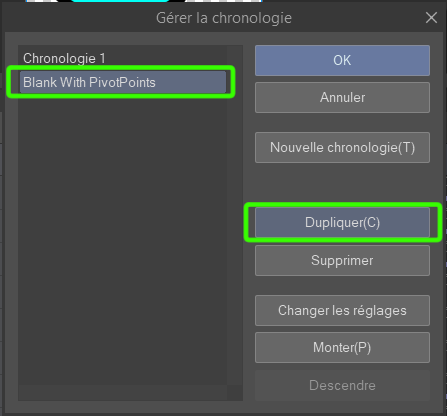 Gérer la chronologie
Chronologie 1
Blank With PivotPoints
OK
Annuler
Nouvelle chronologie(T)
Dupliquer(C)
Supprimer
Changer les réglages
Monter(P)
Descendre